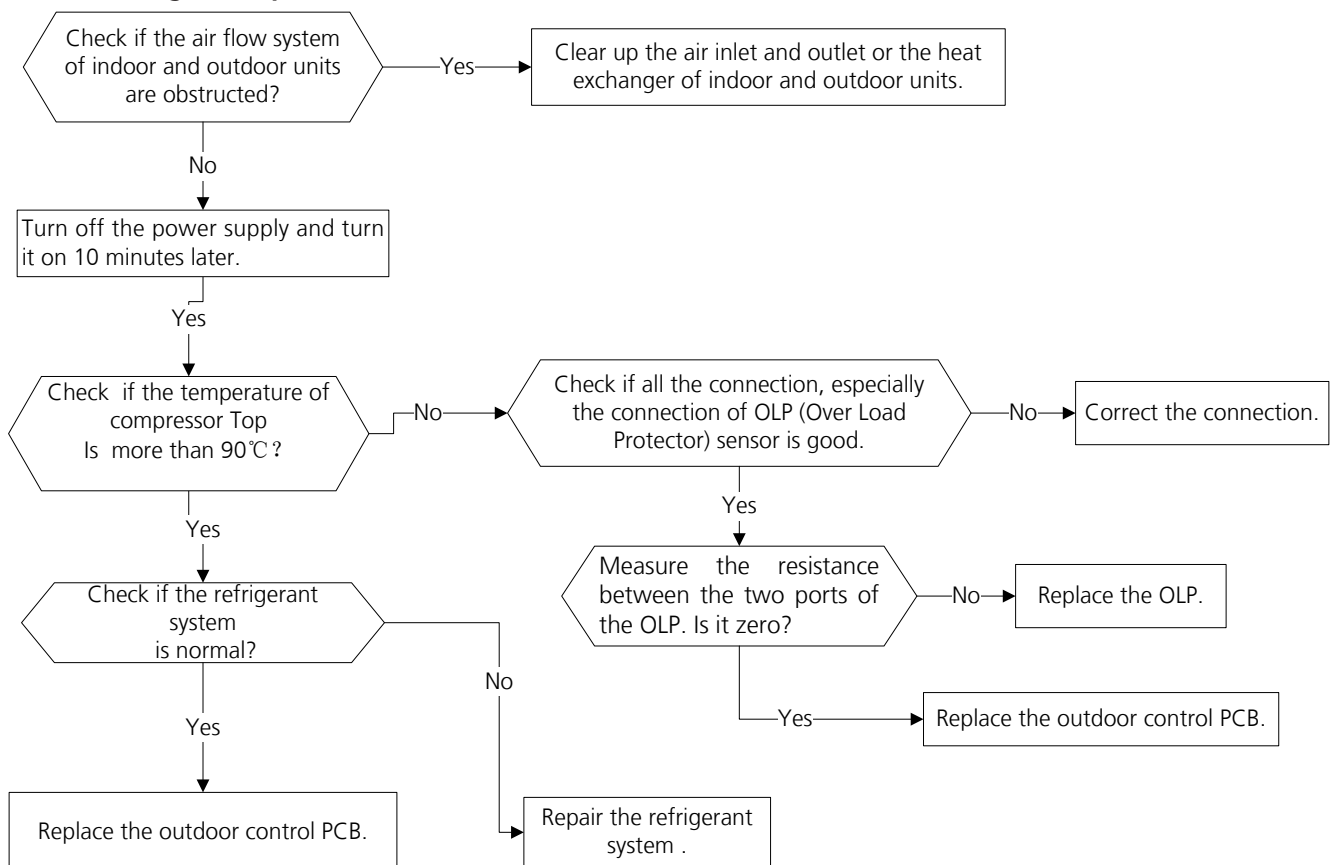 Check if the air flow system
of indoor and outdoor units
are obstructed?
Yes
Clear up the air inlet and outlet or the heat
exchanger of indoor and outdoor units.
No
Turn off the power supply and turn
it on 10 minutes later.
Yes
Check if the temperature of
compressor Top
Is more than 90℃?
No
Check if all the connection, especially
the connection of OLP (Over Load
Protector) sensor is good.
No
Correct the connection.
Yes
Yes
Measure the resistance
between the two ports of
the OLP. Is it zero?
No
Replace the OLP.
Check if the refrigerant
system
is normal?
No
Yes
Yes
Replace the outdoor control PCB.
Replace the outdoor control PCB.
Repair the refrigerant
system .